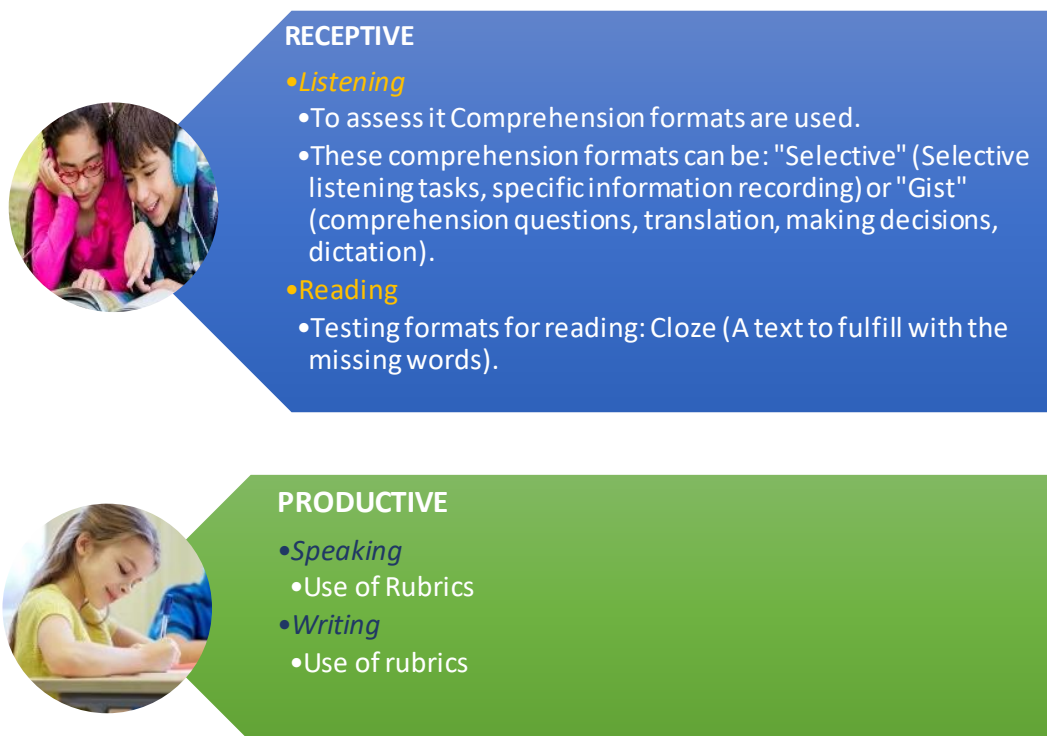 RECEPTIVE
•Listening
•To assess it Comprehension formats are used.
•These comprehension formats can be: "Selective" (Selective
listening tasks, specific information recording) or "Gist"
(comprehension questions, translation, making decisions,
dictation).
•Reading
•Testing formats for reading: Cloze (A text to fulfill with the
missing words).
PRODUCTIVE
•Speaking
•Use of Rubrics
•Writing
•Use of rubrics